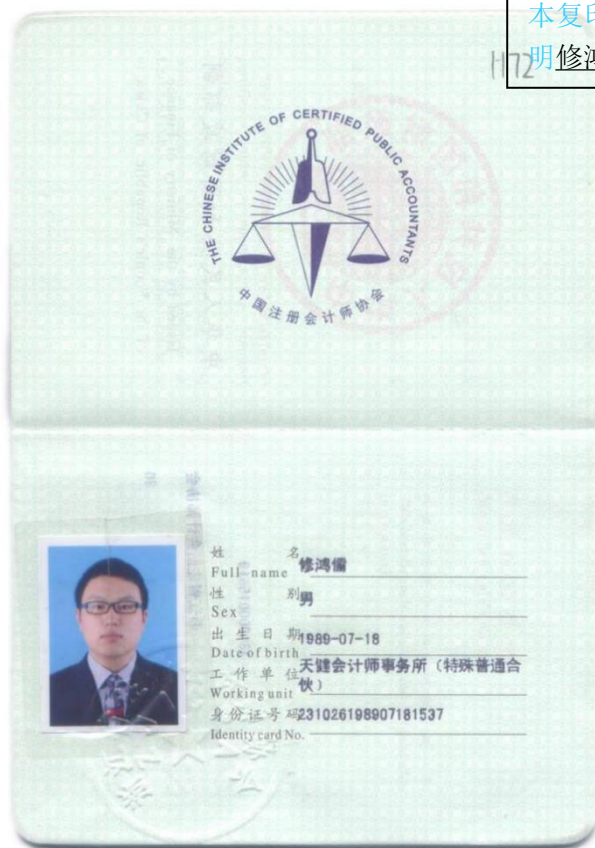 本复印
H72
明修鸿
THE CHINESE INSTITUTE OF CERTIFIED PUBLIC ACCOUNTANTS
中国注册会计师协会
姓 名 修鸿儒
Full name
性 别 男
Sex
出生日期 1989-07-18
Date of birth
工作单位 天健会计师事务所（特殊普通合
Working unit 伙）
身份证号码 231026198907181537
Identity card No.